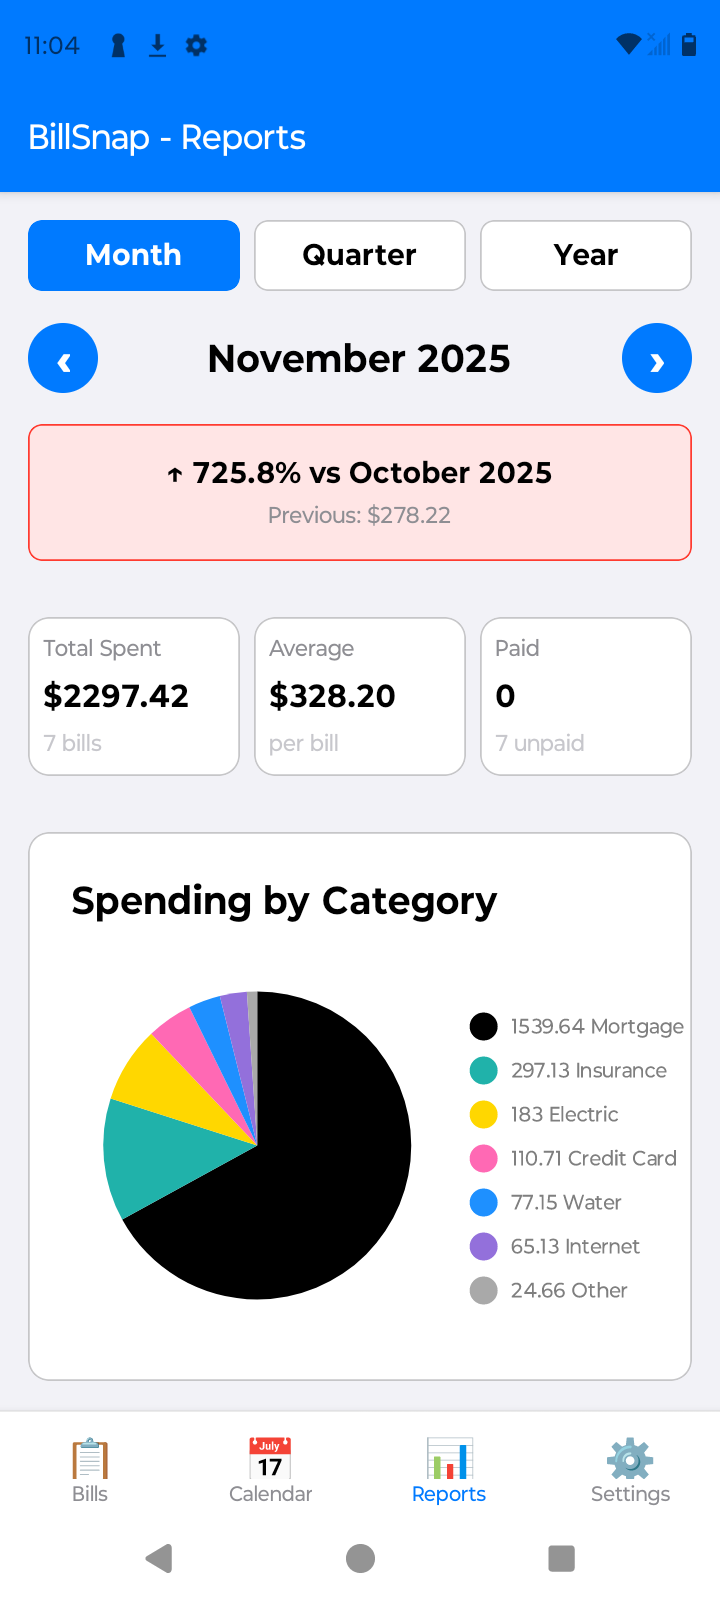 11:04
BillSnap - Reports
Month Quarter Year
‹ November 2025 ›
↑ 725.8% vs October 2025
Previous: $278.22
Total Spent Average Paid
$2297.42 $328.20 0
7 bills per bill 7 unpaid
Spending by Category
1539.64 Mortgage
297.13 Insurance
183 Electric
110.71 Credit Card
77.15 Water
65.13 Internet
24.66 Other
July
17
Bills Calendar Reports Settings